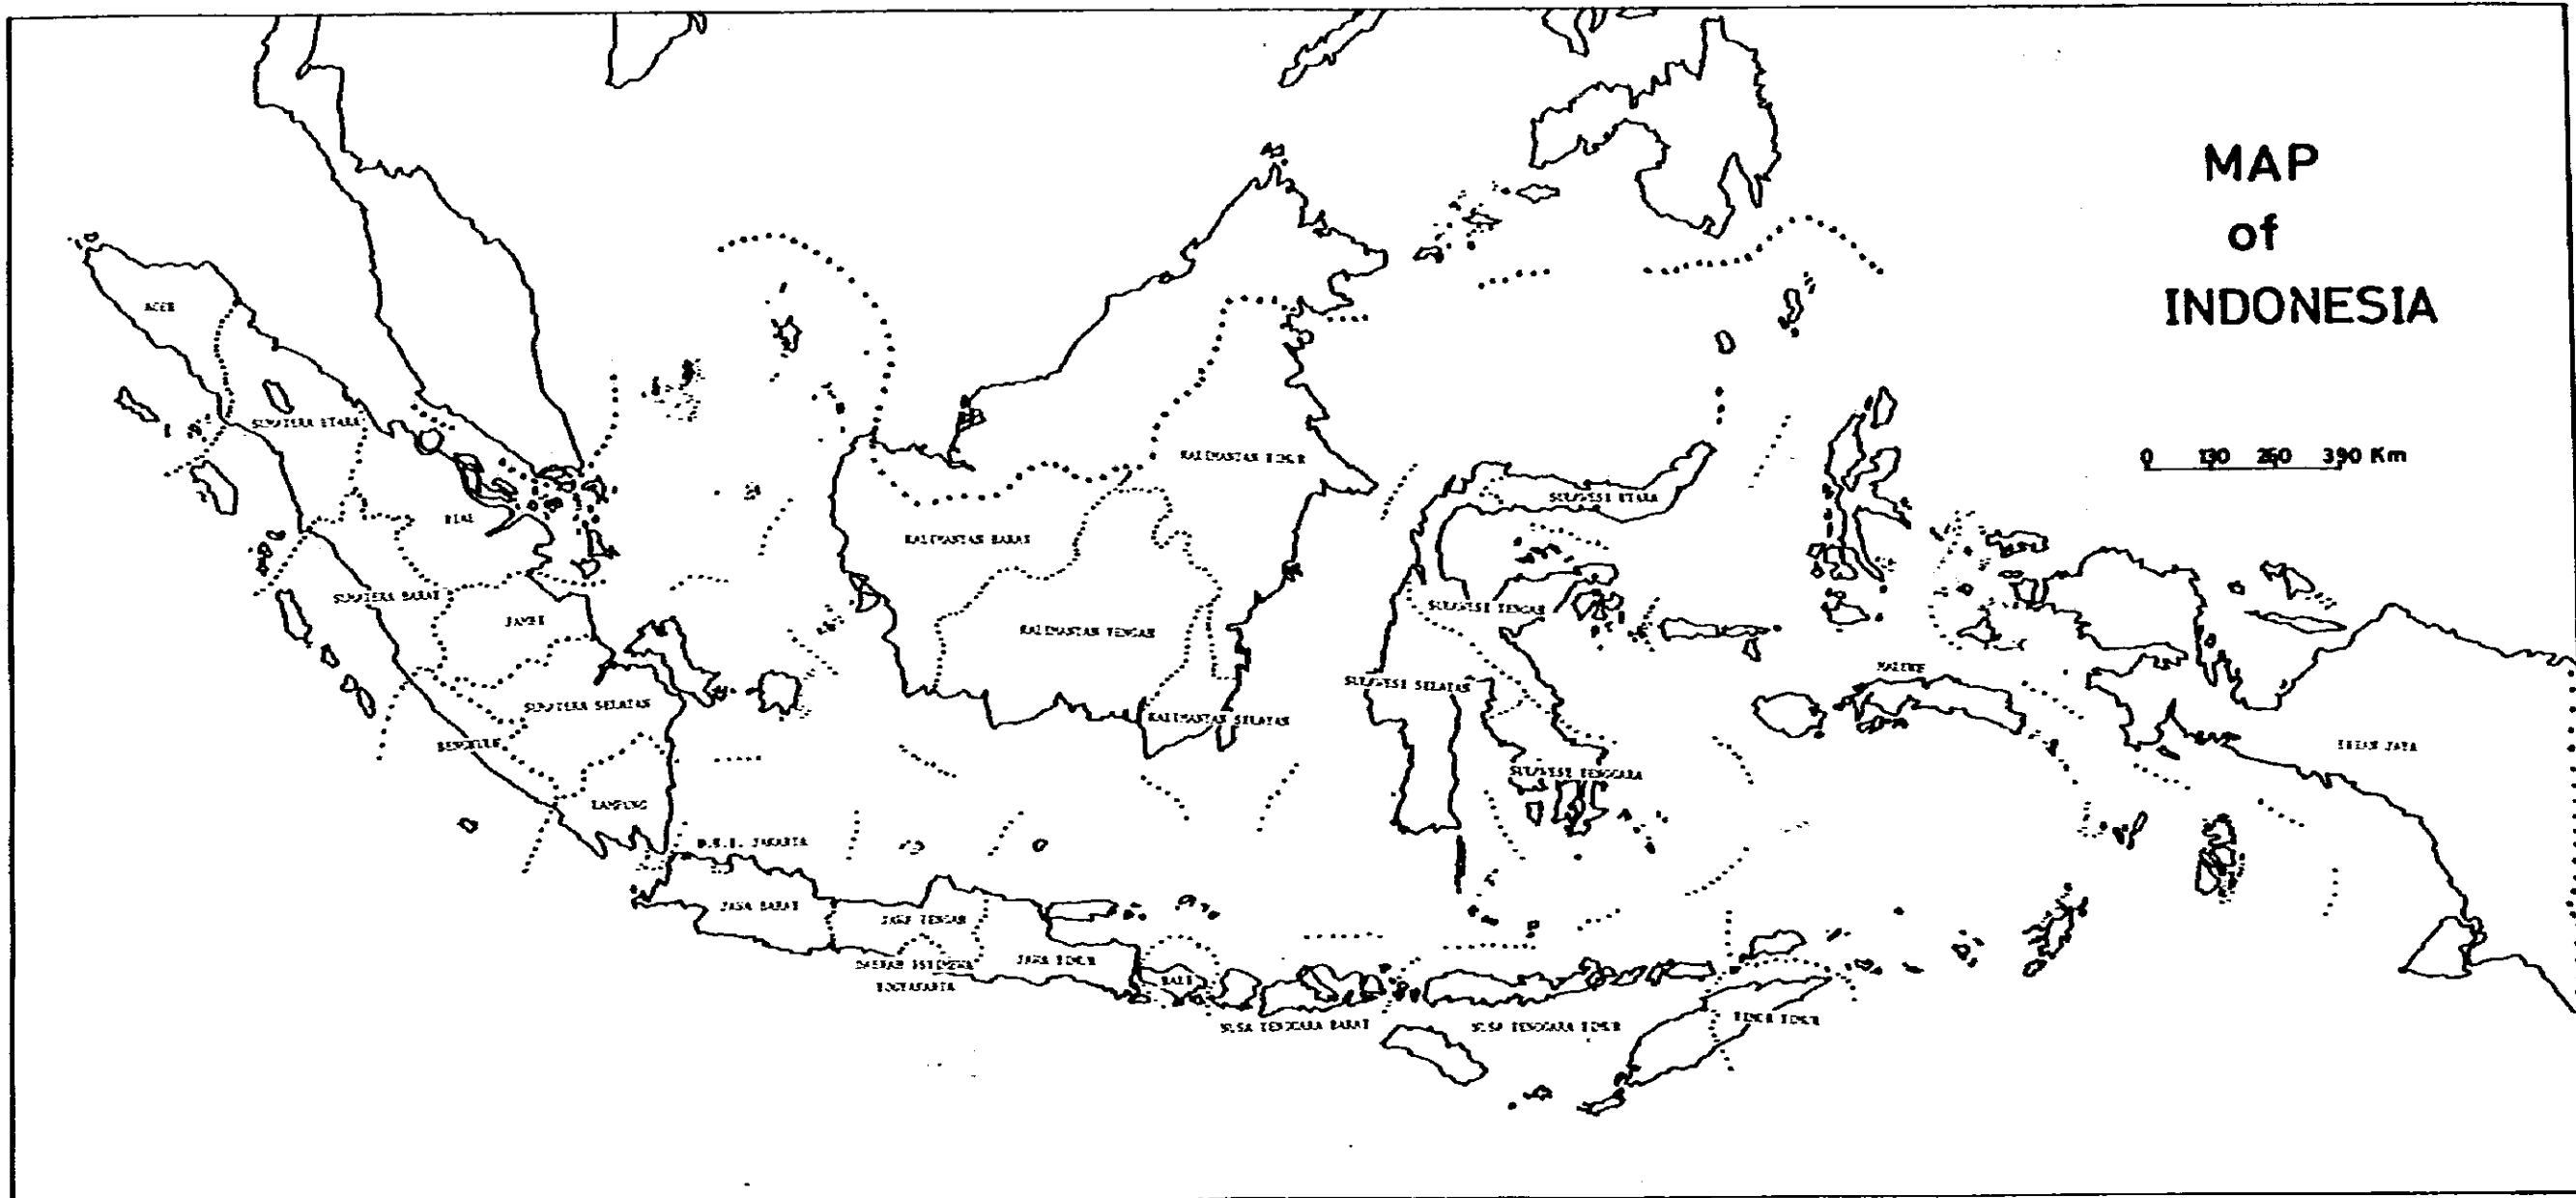 MAP
of
INDONESIA
0 130 260 390 Km
ACEH
SUMATERA UTARA
RIAU
SUMATERA BARAT
JAMBI
SUMATERA SELATAN
BENGKULU
LAMPUNG
D.K.I. JAKARTA
JAWA BARAT
JAWA TENGAH
DAERAH ISTIMEWA
YOGYAKARTA
JAWA TIMUR
BALI
NUSA TENGGARA BARAT
NUSA TENGGARA TIMUR
TIMOR TIMUR
KALIMANTAN BARAT
KALIMANTAN TENGAH
KALIMANTAN SELATAN
KALIMANTAN TIMUR
SULAWESI UTARA
SULAWESI TENGAH
SULAWESI SELATAN
SULAWESI TENGGARA
MALUKU
IRIAN JAYA